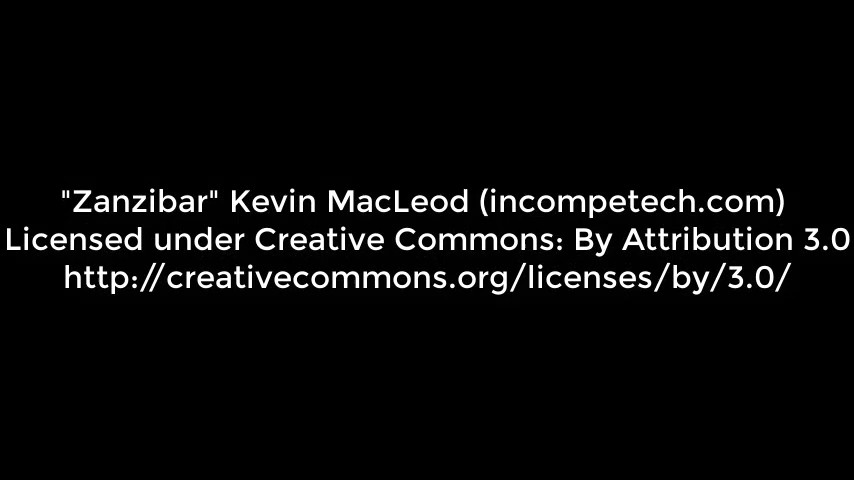 "Zanzibar" Kevin MacLeod (incompetech.com)
Licensed under Creative Commons: By Attribution 3.0
http://creativecommons.org/licenses/by/3.0/